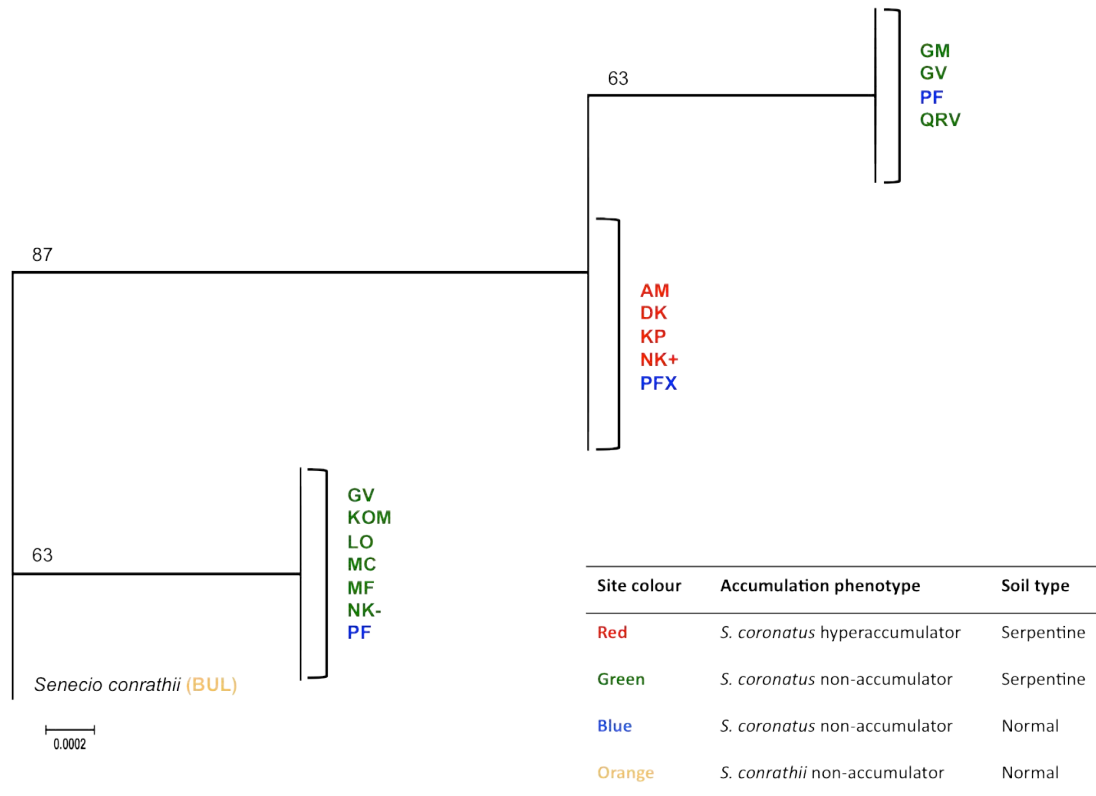 63
GM
GV
PF
QRV
87
AM
DK
KP
NK+
PFX
GV
KOM
LO
MC
MF
NK-
PF
63
Senecio conrathii (BUL)
0.0002
Site colour Accumulation phenotype Soil type
Red S. coronatus hyperaccumulator Serpentine
Green S. coronatus non-accumulator Serpentine
Blue S. coronatus non-accumulator Normal
Orange S. conrathii non-accumulator Normal